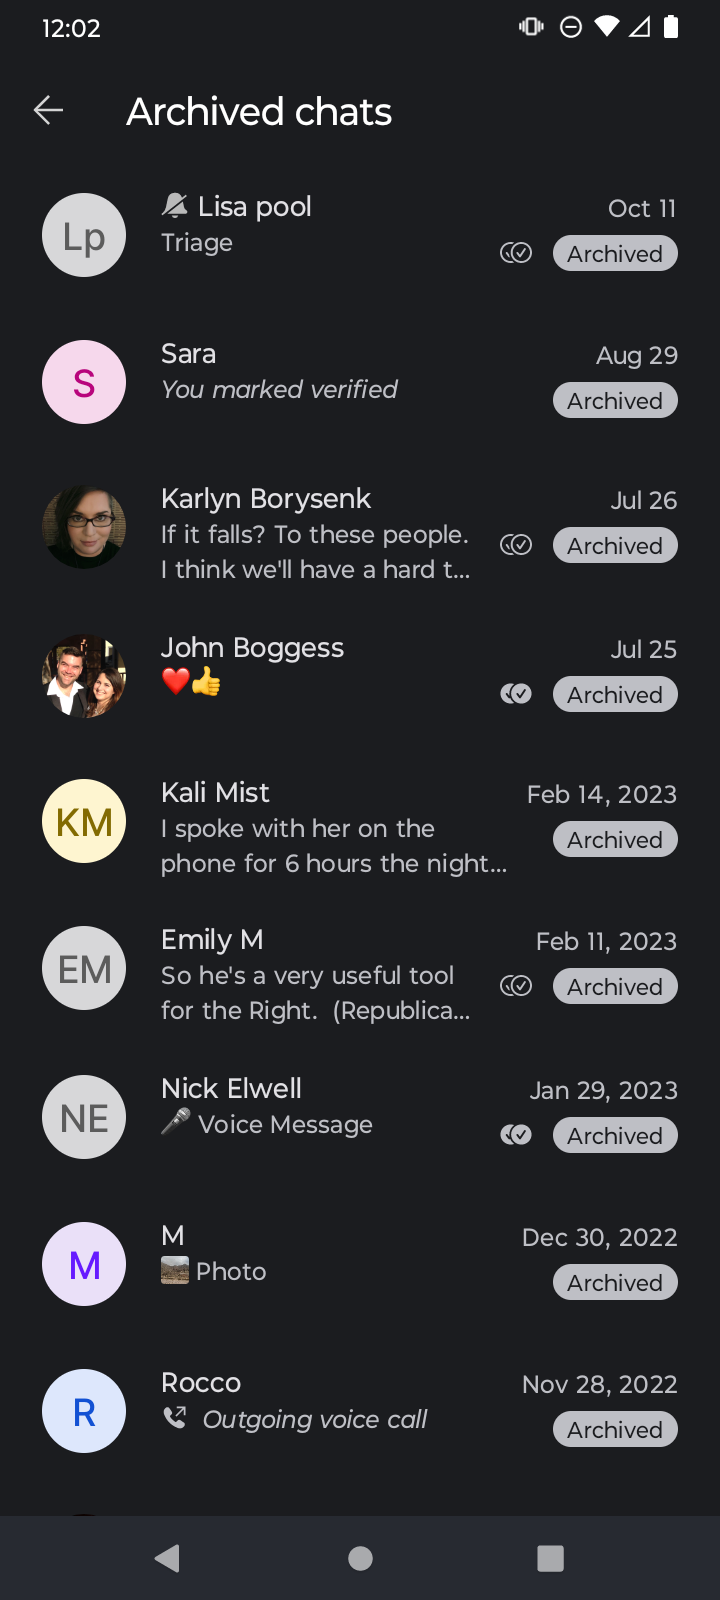 12:02
Archived chats
Lp
Lisa pool
Oct 11
Triage
Archived
S
Sara
Aug 29
You marked verified
Archived
Karlyn Borysenk
Jul 26
If it falls? To these people.
I think we'll have a hard t...
Archived
John Boggess
Jul 25
❤️👍
Archived
KM
Kali Mist
Feb 14, 2023
I spoke with her on the
phone for 6 hours the night...
Archived
EM
Emily M
Feb 11, 2023
So he's a very useful tool
for the Right.  (Republica...
Archived
NE
Nick Elwell
Jan 29, 2023
🎤 Voice Message
Archived
M
M
Dec 30, 2022
Photo
Archived
R
Rocco
Nov 28, 2022
Outgoing voice call
Archived